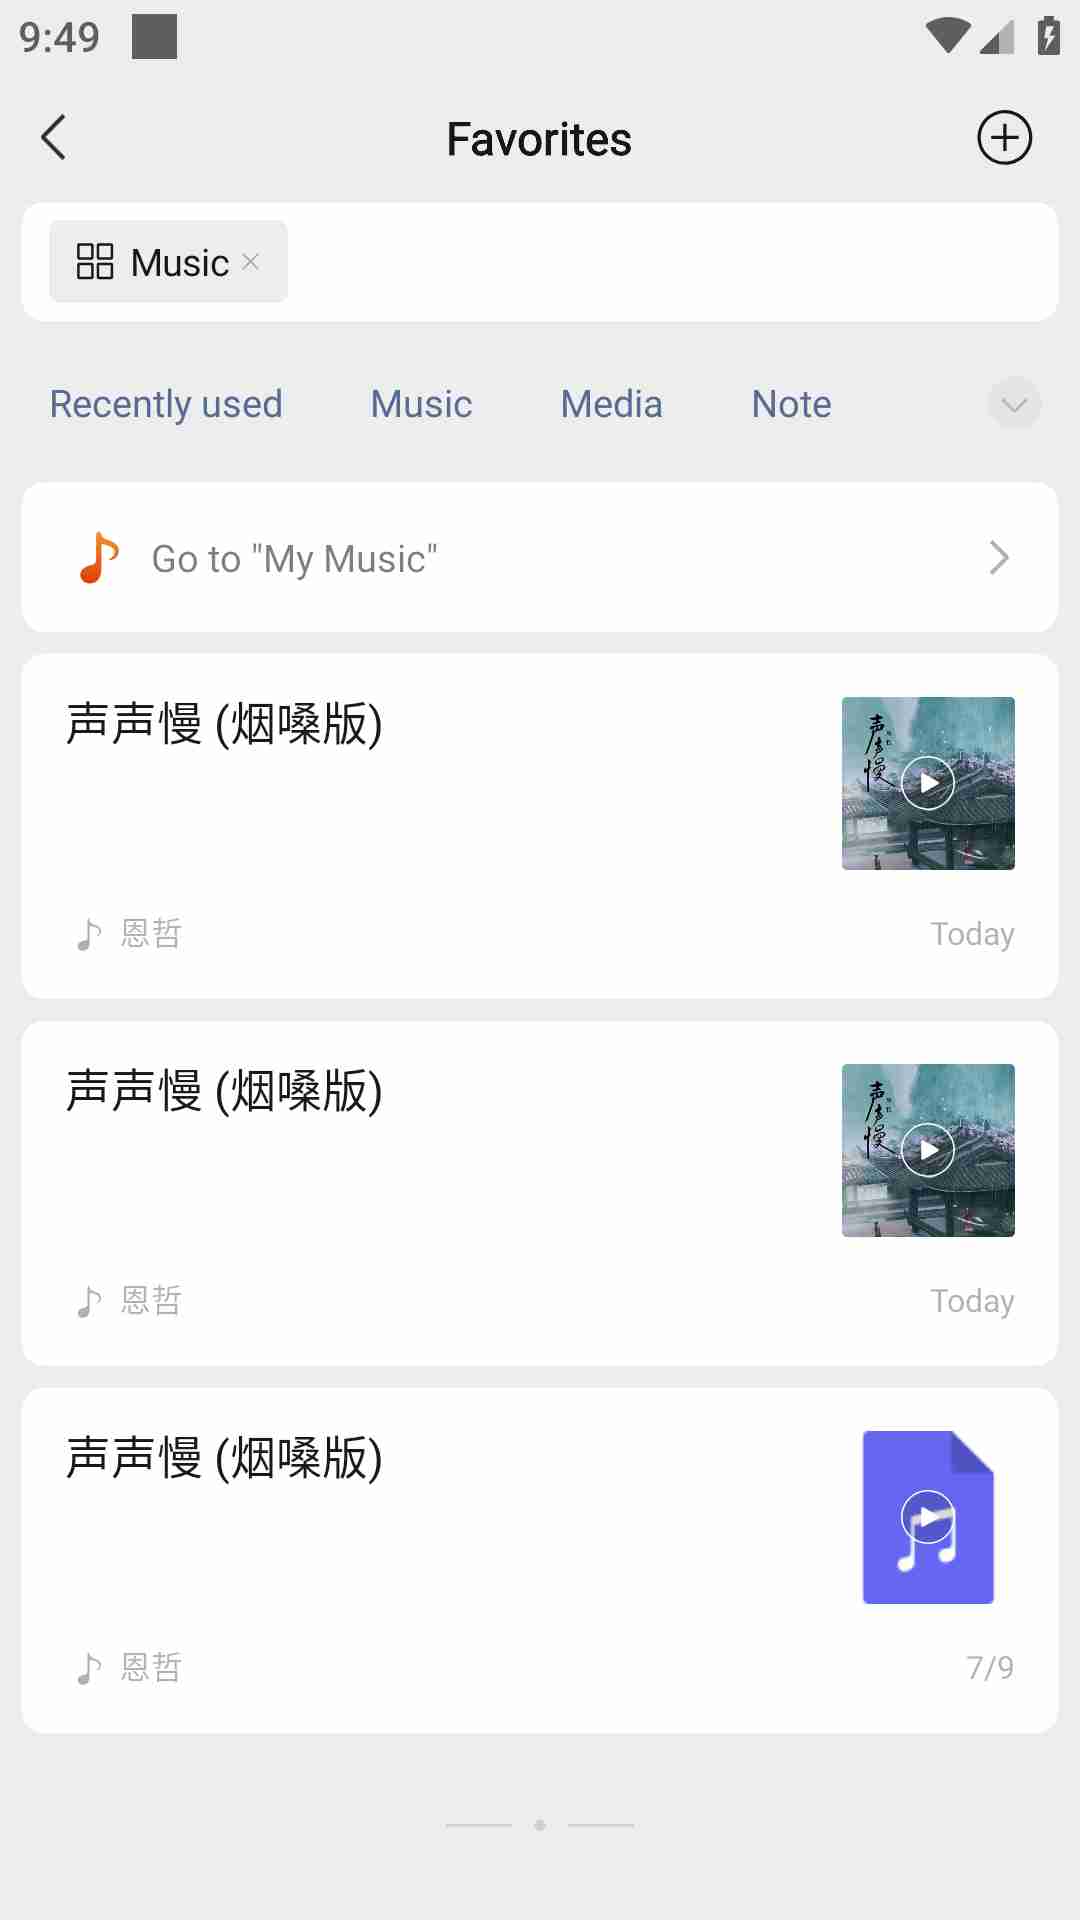 9:49
Favorites
Music
Recently used
Music
Media
Note
Go to "My Music"
声声慢 (烟嗓版)
声声慢
恩哲
Today
声声慢 (烟嗓版)
声声慢
恩哲
Today
声声慢 (烟嗓版)
恩哲
7/9